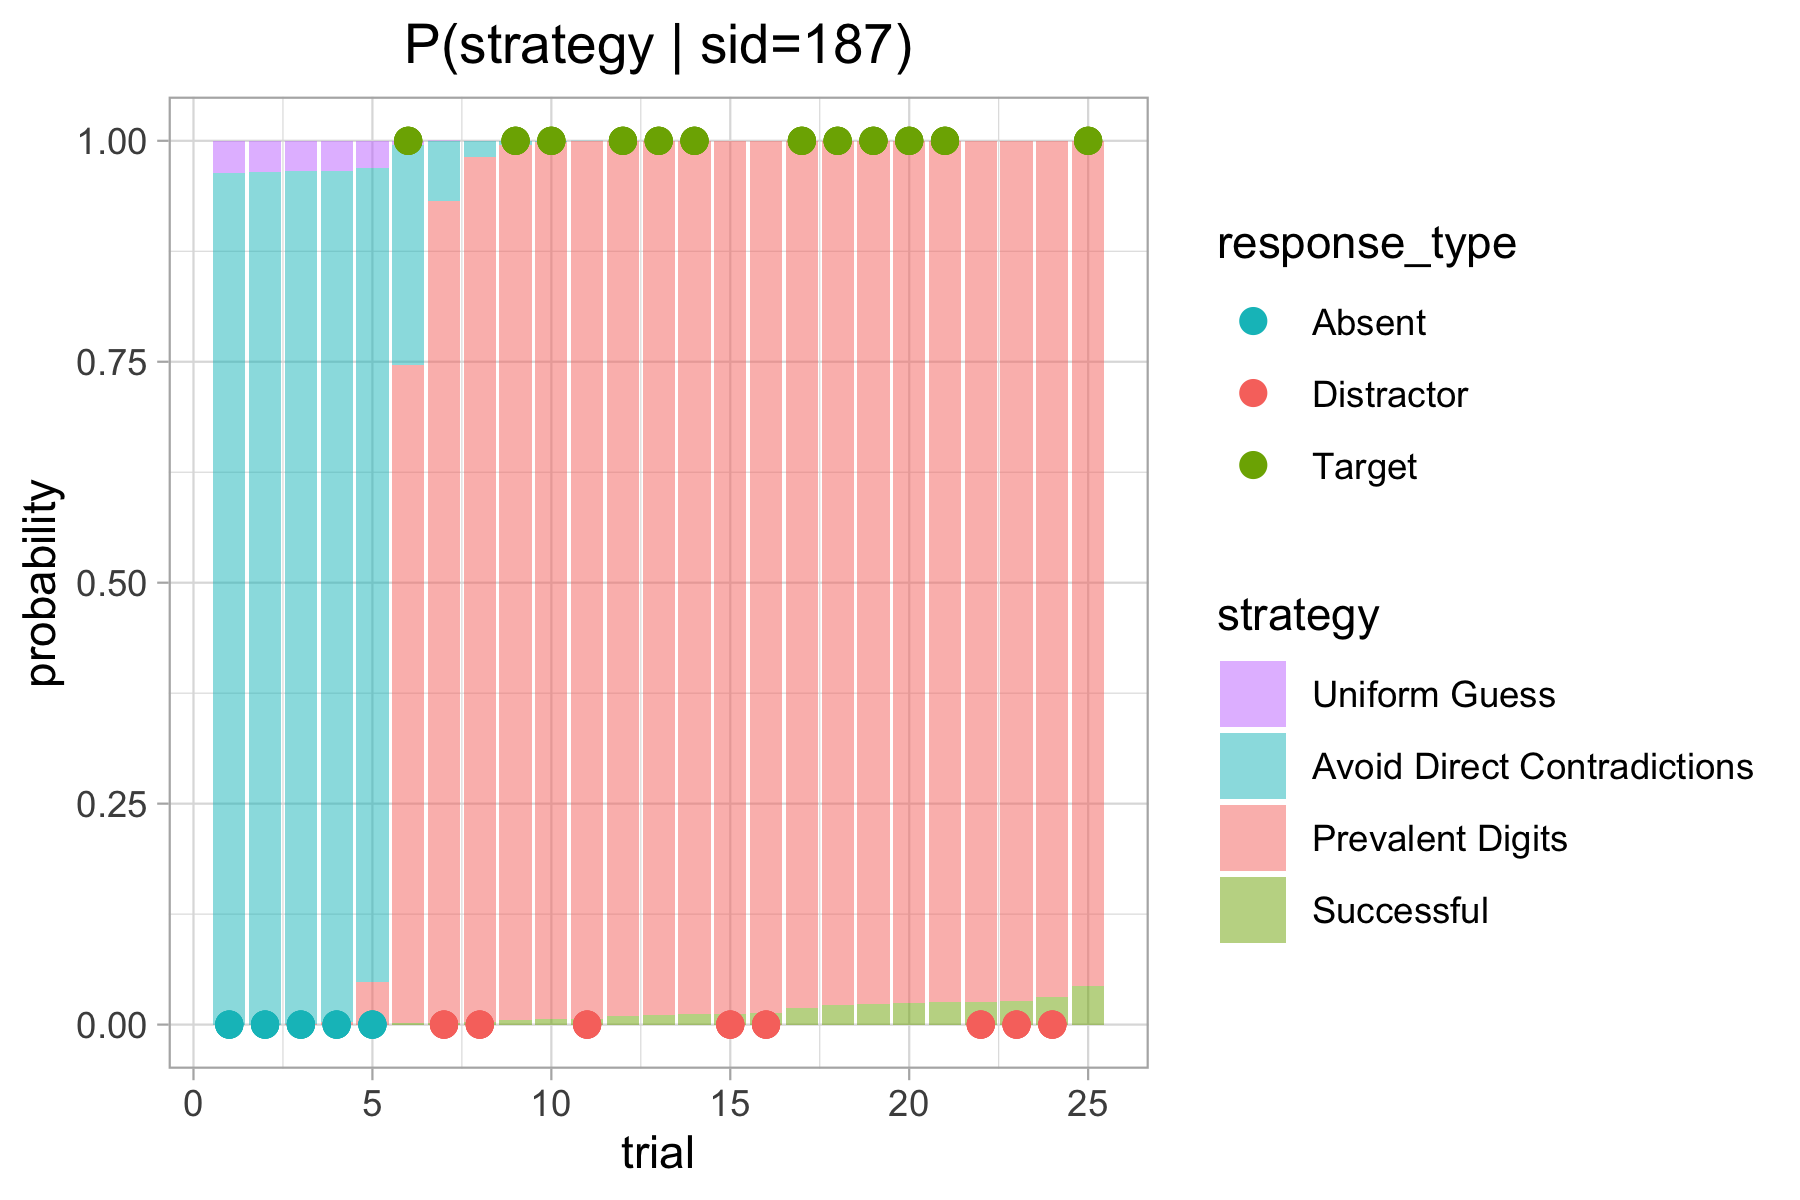 P(strategy | sid=187)
1.00
0.75
0.50
0.25
0.00
probability
0 5 10 15 20 25
trial
response_type
Absent
Distractor
Target
strategy
Uniform Guess
Avoid Direct Contradictions
Prevalent Digits
Successful